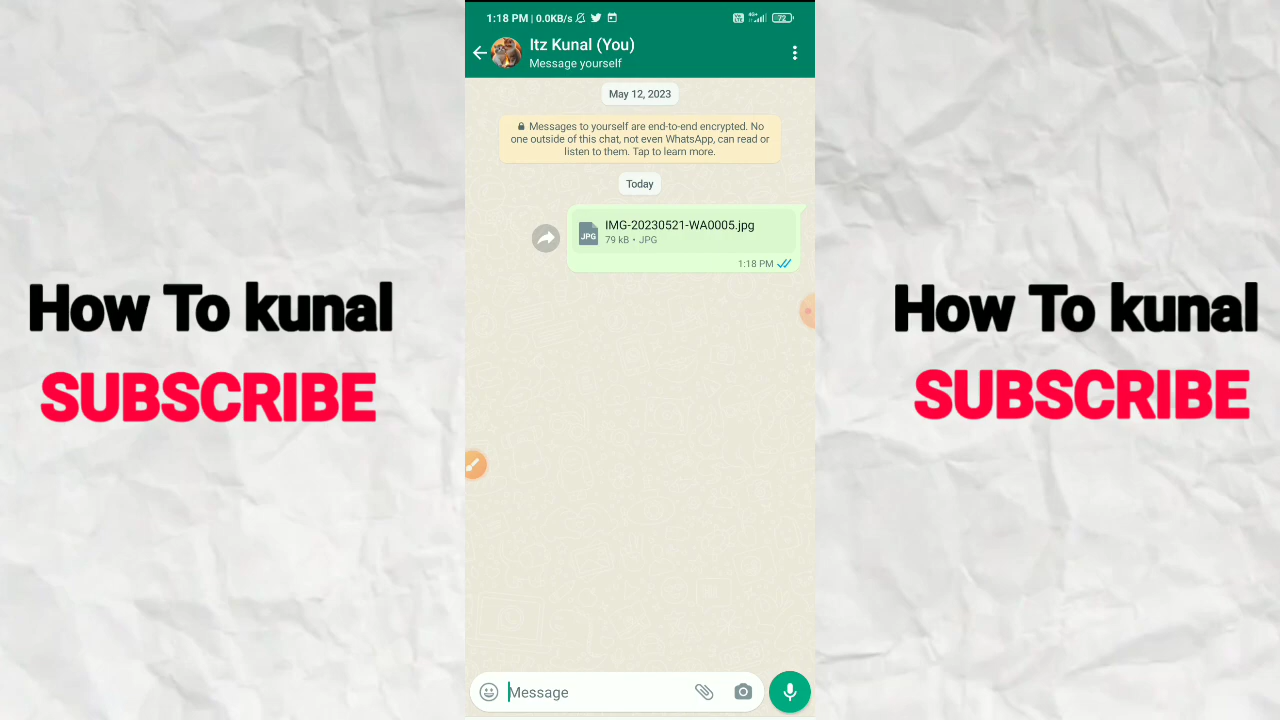 1:18 PM | 0.0KB/s
72
Itz Kunal (You)
Message yourself
May 12, 2023
Messages to yourself are end-to-end encrypted. No
one outside of this chat, not even WhatsApp, can read or
listen to them. Tap to learn more.
Today
JPG
IMG-20230521-WA0005.jpg
79 kB • JPG
1:18 PM
How To kunal
SUBSCRIBE
How To kunal
SUBSCRIBE
Message